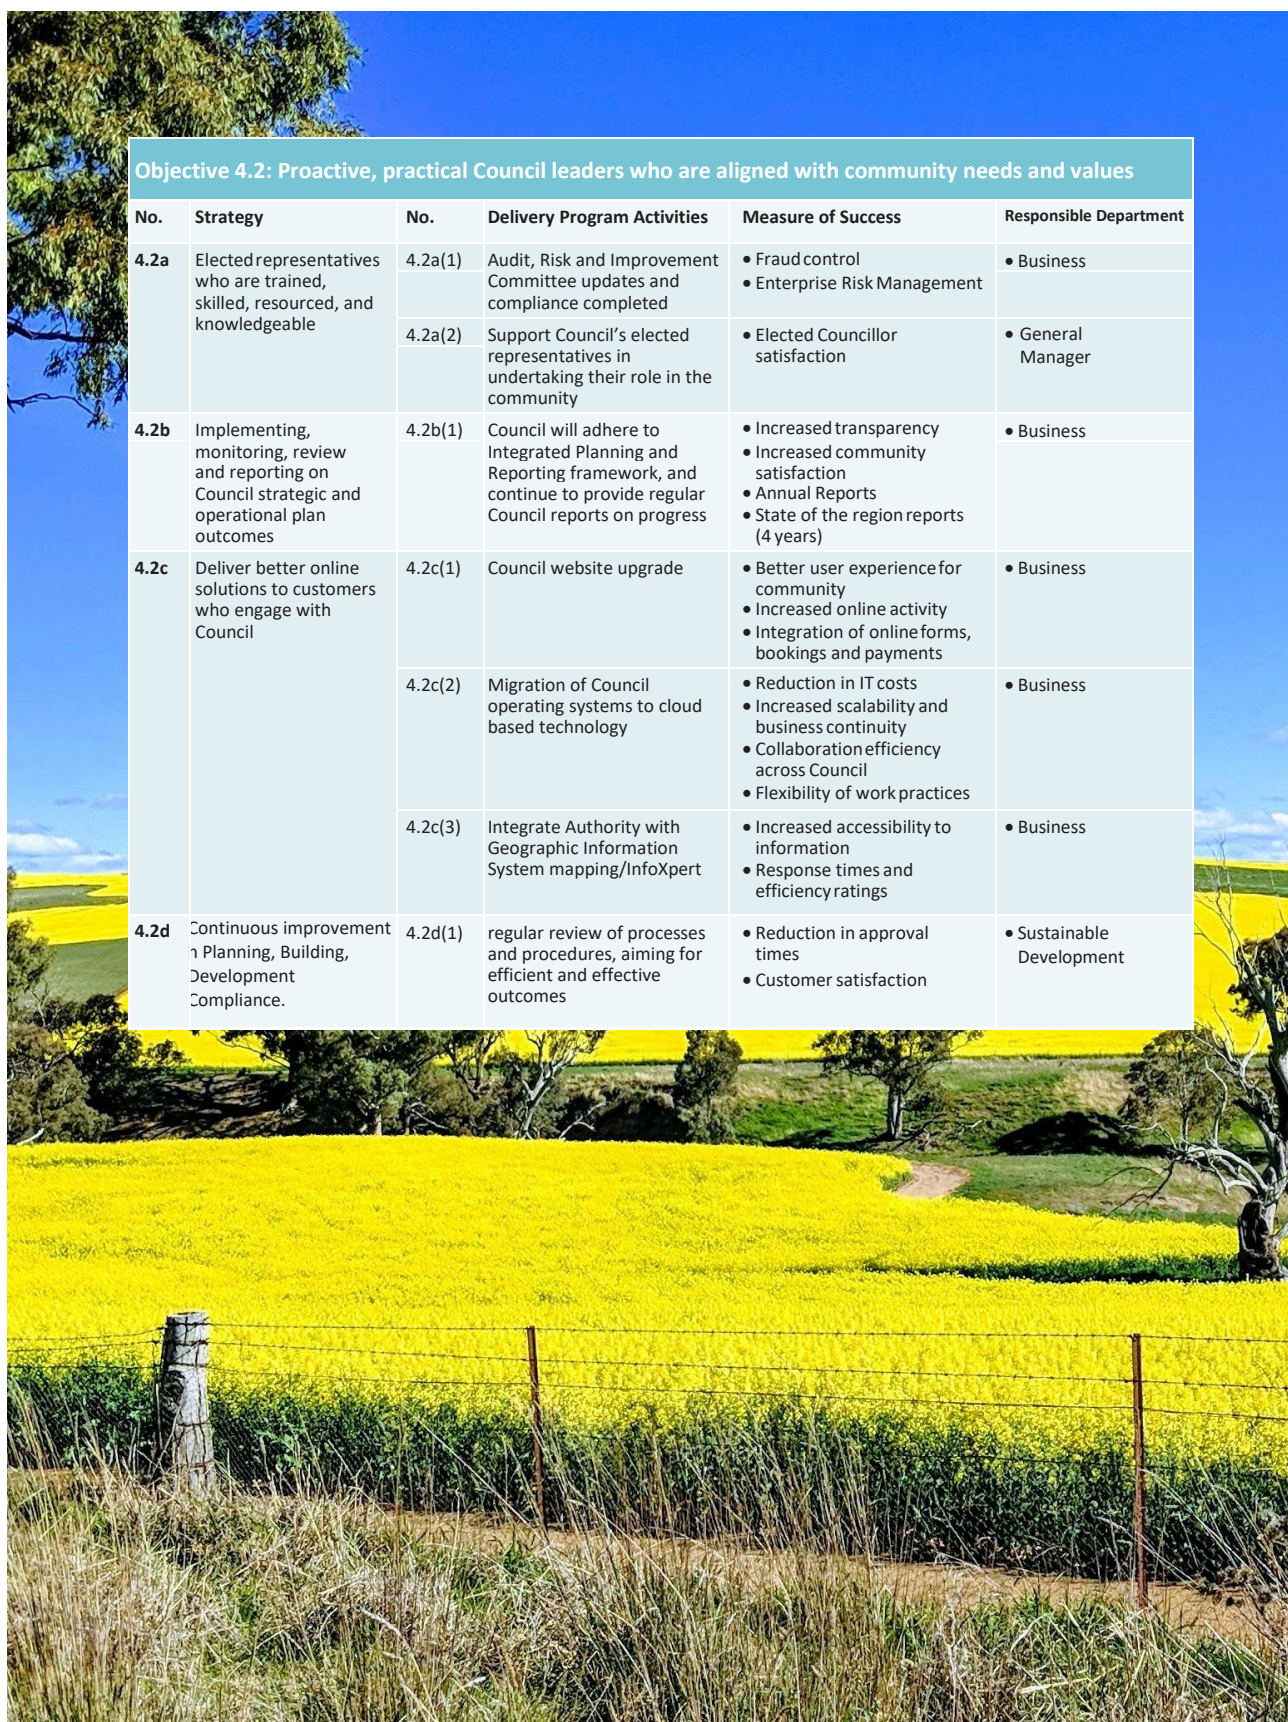 Objective 4.2: Proactive, practical Council leaders who are aligned with community needs and values
No. Strategy No. Delivery Program Activities Measure of Success Responsible Department
4.2a
Elected representatives
who are trained,
skilled, resourced, and
knowledgeable
4.2a(1)
Audit, Risk and Improvement
Committee updates and
compliance completed
• Fraud control
• Enterprise Risk Management
• Business
4.2a(2)
Support Council’s elected
representatives in
undertaking their role in the
community
• Elected Councillor
satisfaction
• General
Manager
4.2b
Implementing,
monitoring, review
and reporting on
Council strategic and
operational plan
outcomes
4.2b(1)
Council will adhere to
Integrated Planning and
Reporting framework, and
continue to provide regular
Council reports on progress
• Increased transparency
• Increased community
satisfaction
• Annual Reports
• State of the region reports
(4 years)
• Business
4.2c
Deliver better online
solutions to customers
who engage with
Council
4.2c(1)
Council website upgrade
• Better user experience for
community
• Increased online activity
• Integration of online forms,
bookings and payments
• Business
4.2c(2)
Migration of Council
operating systems to cloud
based technology
• Reduction in IT costs
• Increased scalability and
business continuity
• Collaboration efficiency
across Council
• Flexibility of work practices
• Business
4.2c(3)
Integrate Authority with
Geographic Information
System mapping/InfoXpert
• Increased accessibility to
information
• Response times and
efficiency ratings
• Business
4.2d
Continuous improvement
n Planning, Building,
Development
Compliance.
4.2d(1)
regular review of processes
and procedures, aiming for
efficient and effective
outcomes
• Reduction in approval
times
• Customer satisfaction
• Sustainable
Development